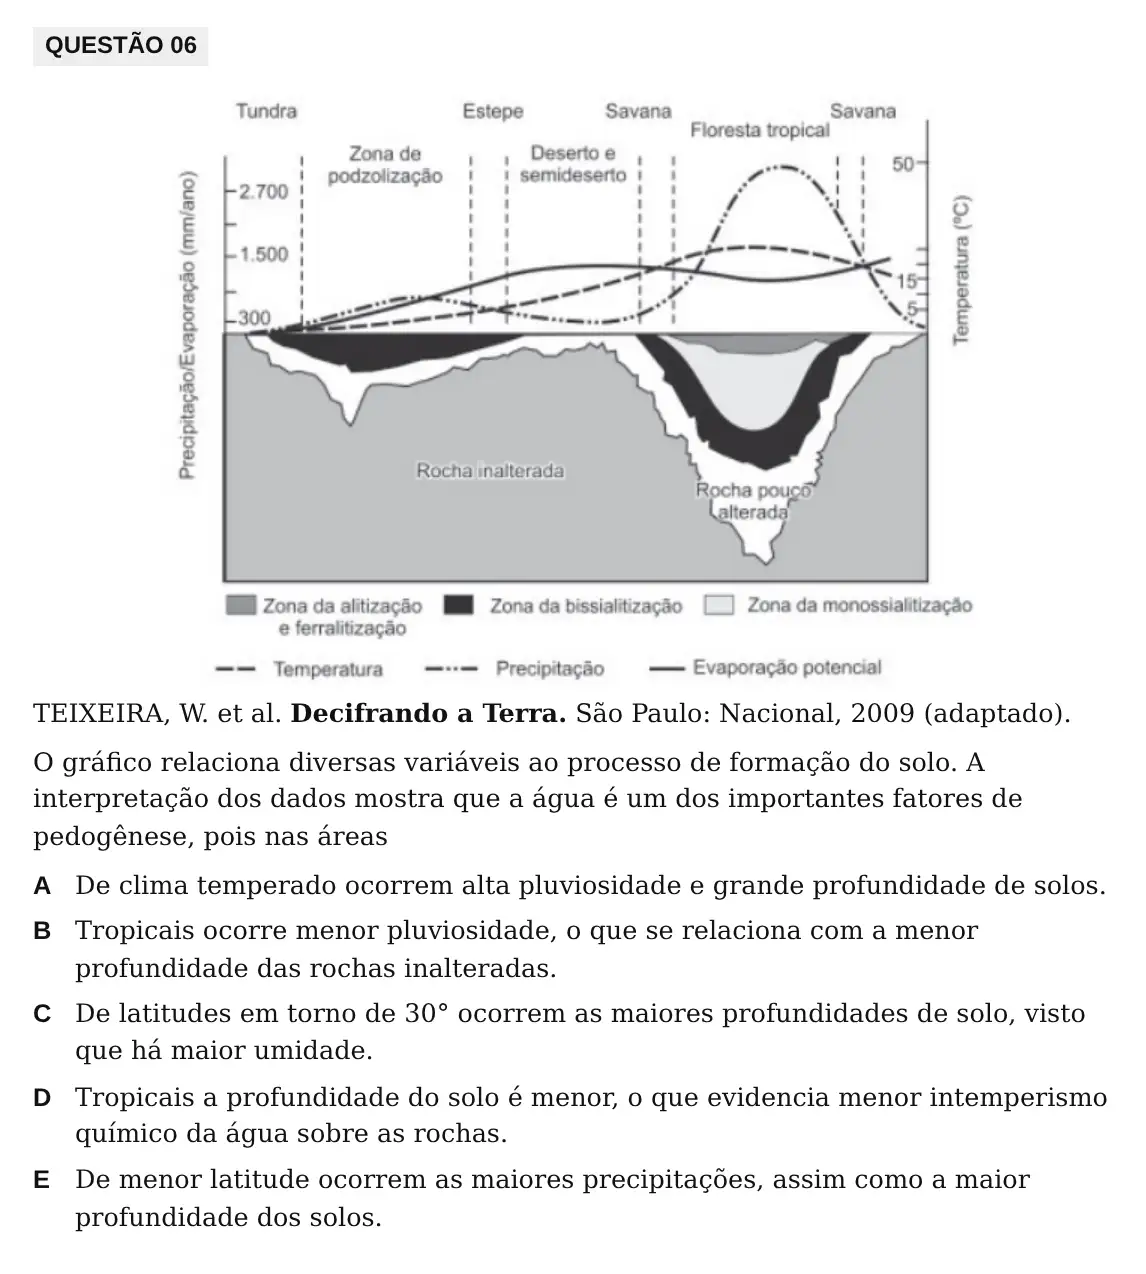 QUESTÃO 06
Tundra Estepe Savana Savana
Floresta tropical
Zona de podzolização
Deserto e semideserto
Precipitação/Evaporação (mm/ano)
2.700
1.500
300
50
15
5
Temperatura (ºC)
Rocha inalterada
Rocha pouco
alterada
Zona da alitização Zona da bissialitização Zona da monossialitização
e ferralitização
Temperatura Precipitação Evaporação potencial
TEIXEIRA, W. et al. Decifrando a Terra. São Paulo: Nacional, 2009 (adaptado).
O gráfico relaciona diversas variáveis ao processo de formação do solo. A
interpretação dos dados mostra que a água é um dos importantes fatores de
pedogênese, pois nas áreas
A De clima temperado ocorrem alta pluviosidade e grande profundidade de solos.
B Tropicais ocorre menor pluviosidade, o que se relaciona com a menor
profundidade das rochas inalteradas.
C De latitudes em torno de 30° ocorrem as maiores profundidades de solo, visto
que há maior umidade.
D Tropicais a profundidade do solo é menor, o que evidencia menor intemperismo
químico da água sobre as rochas.
E De menor latitude ocorrem as maiores precipitações, assim como a maior
profundidade dos solos.